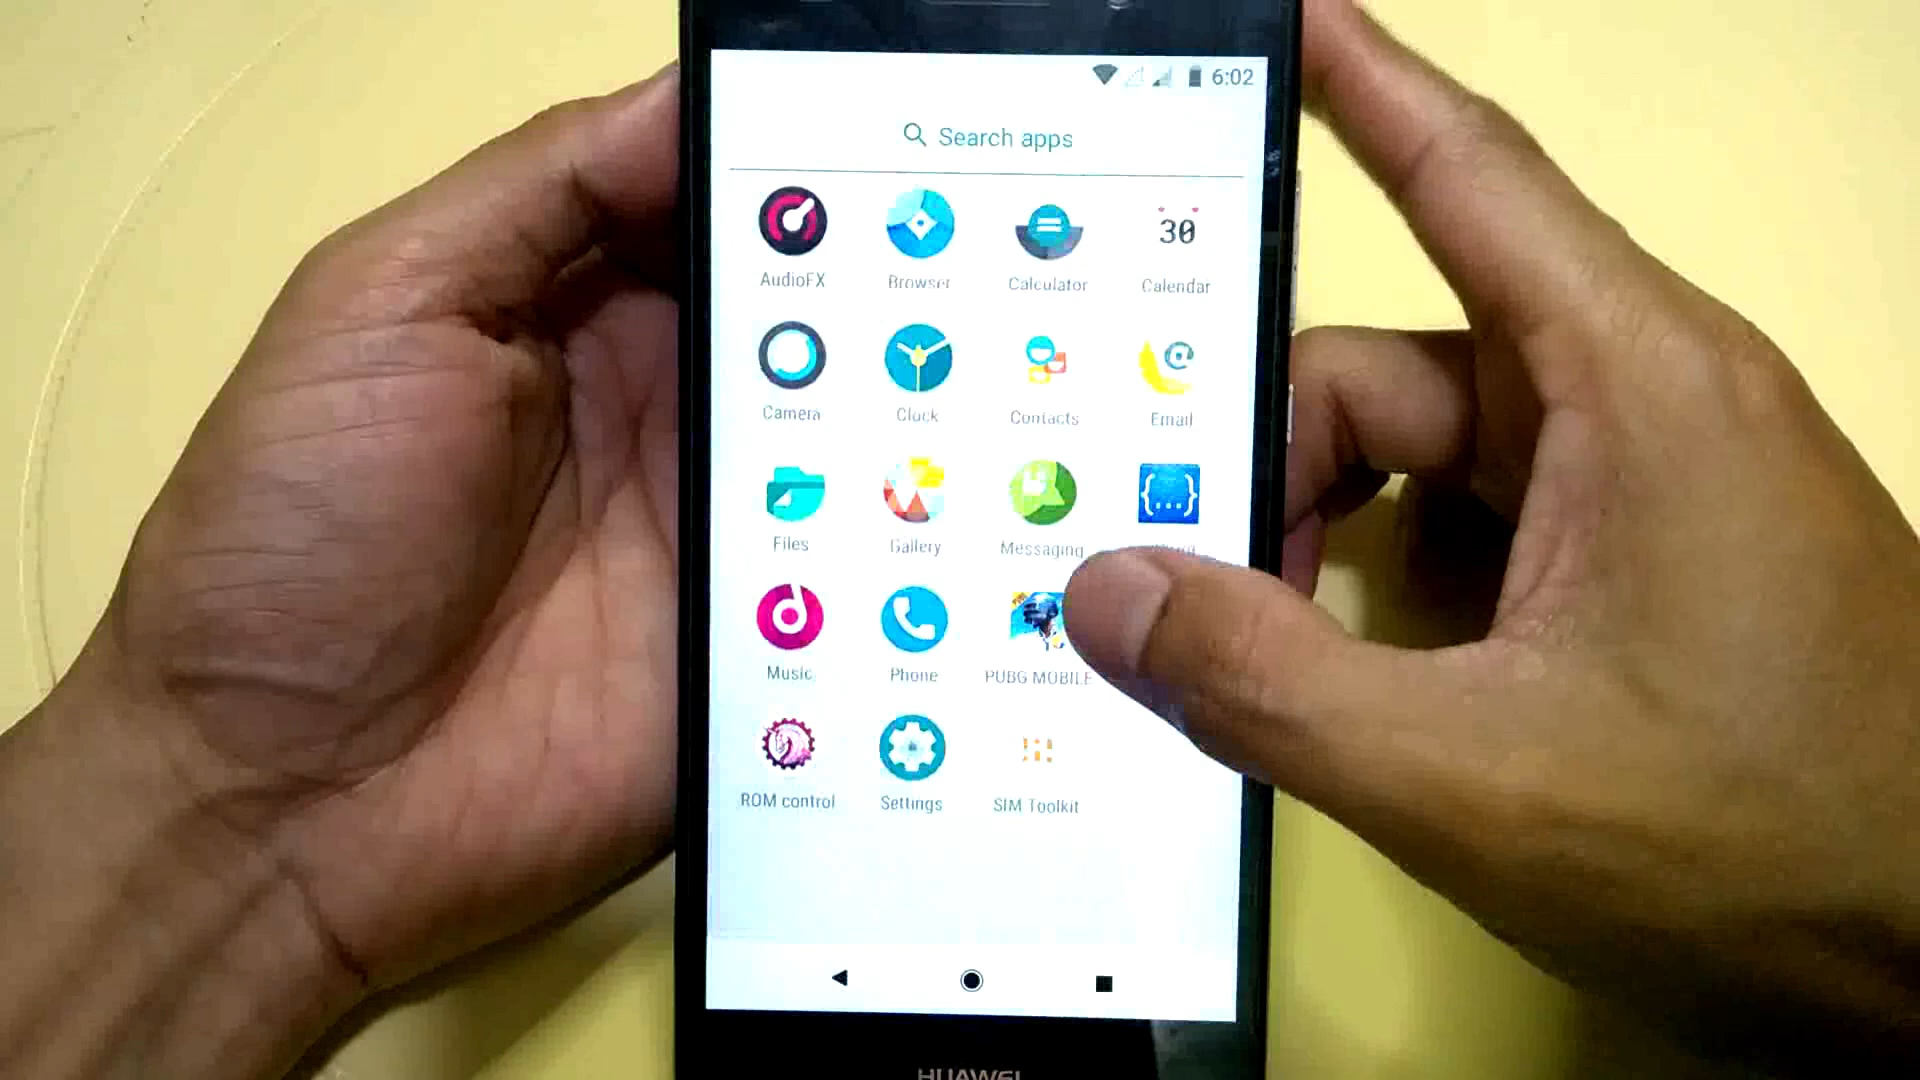 6:02
Search apps
AudioFX Browser Calculator Calendar
30
Camera Clock Contacts Email
{...}
Files Gallery Messaging
Music Phone PUBG MOBILE
ROM control Settings SIM Toolkit
HUAWEI